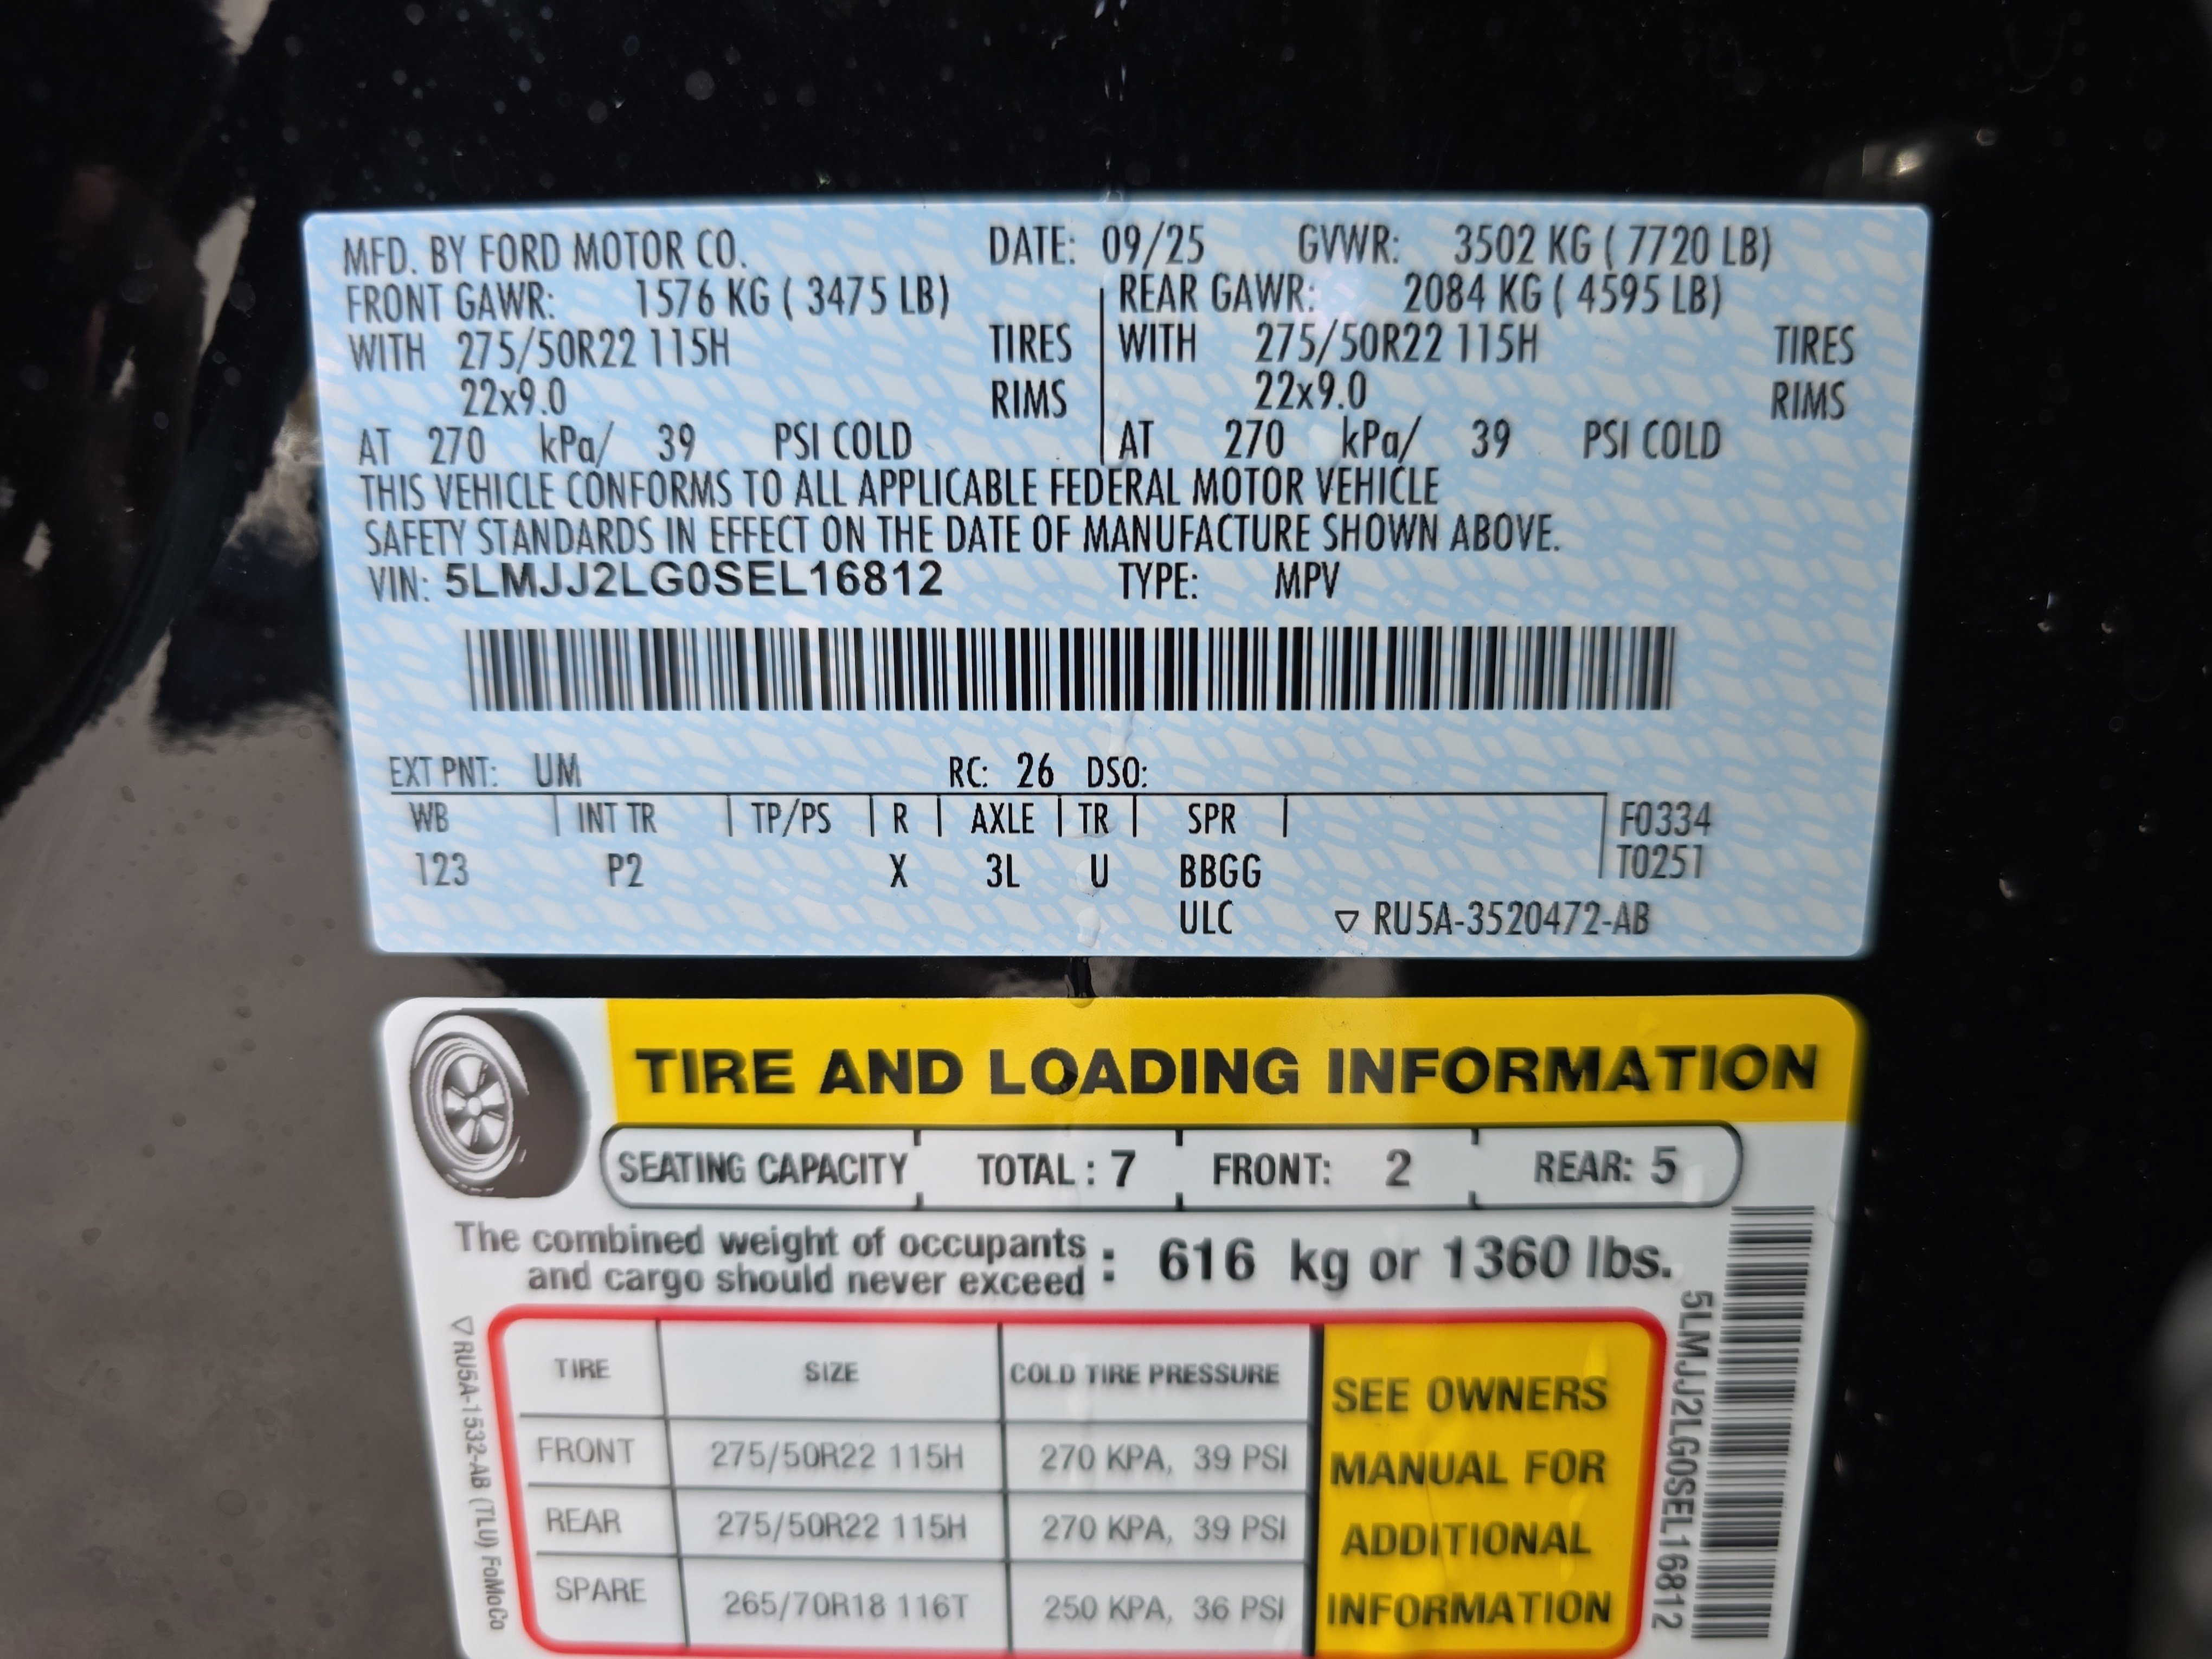 MFD. BY FORD MOTOR CO. DATE: 09/25 GVWR: 3502 KG ( 7720 LB)
FRONT GAWR: 1576 KG ( 3475 LB) REAR GAWR: 2084 KG ( 4595 LB)
WITH 275/50R22 115H TIRES WITH 275/50R22 115H TIRES
22x9.0 RIMS 22x9.0 RIMS
AT 270 kPa/ 39 PSI COLD AT 270 kPa/ 39 PSI COLD
THIS VEHICLE CONFORMS TO ALL APPLICABLE FEDERAL MOTOR VEHICLE
SAFETY STANDARDS IN EFFECT ON THE DATE OF MANUFACTURE SHOWN ABOVE.
VIN: 5LMJJ2LG0SEL16812 TYPE: MPV
EXT PNT: UM RC: 26 DSO:
WB INT TR TP/PS R AXLE TR SPR F0334
123 P2 X 3L U BBGG T0251
ULC ▽ RU5A-3520472-AB
TIRE AND LOADING INFORMATION
SEATING CAPACITY TOTAL : 7 FRONT: 2 REAR: 5
The combined weight of occupants
and cargo should never exceed : 616 kg or 1360 lbs.
TIRE SIZE COLD TIRE PRESSURE
FRONT 275/50R22 115H 270 KPA, 39 PSI
REAR 275/50R22 115H 270 KPA, 39 PSI
SPARE 265/70R18 116T 250 KPA, 36 PSI
SEE OWNERS
MANUAL FOR
ADDITIONAL
INFORMATION
▽RU5A-1532-AB (TLU) FoMoCo
5LMJJ2LG0SEL16812